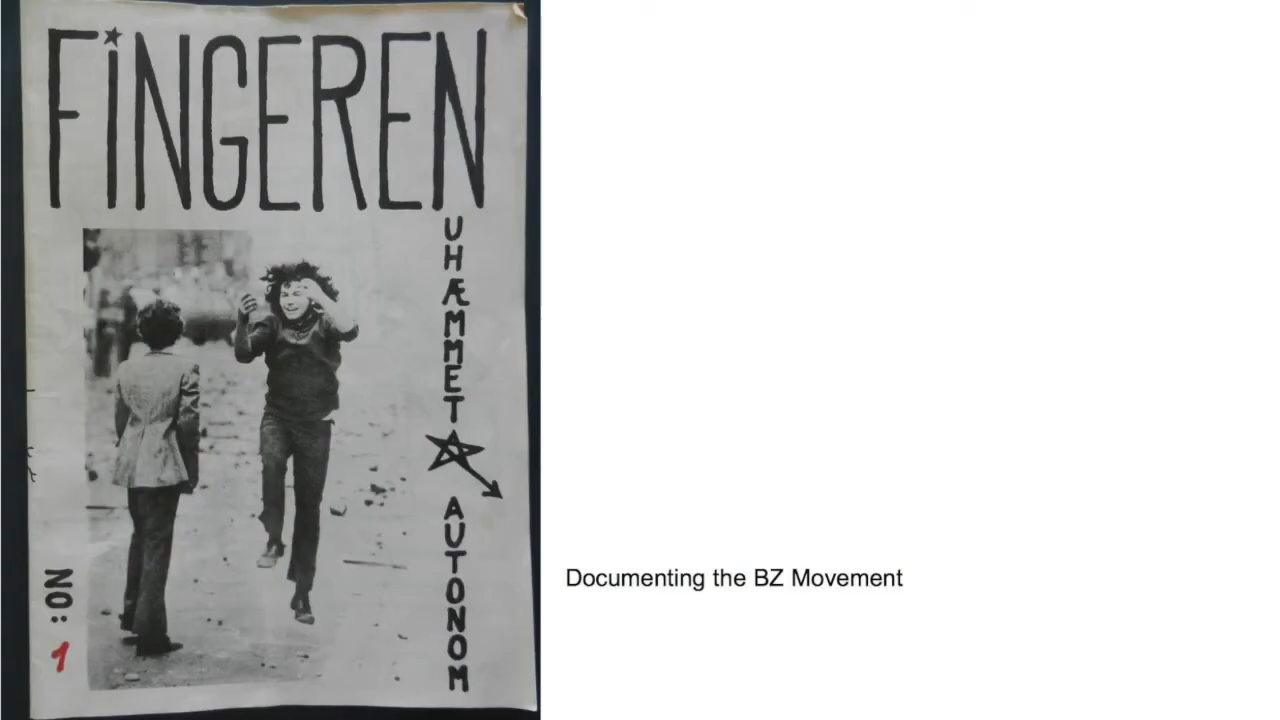 FiNGEREN
UHÆMMET
AUTONOM
NO: 1
Documenting the BZ Movement